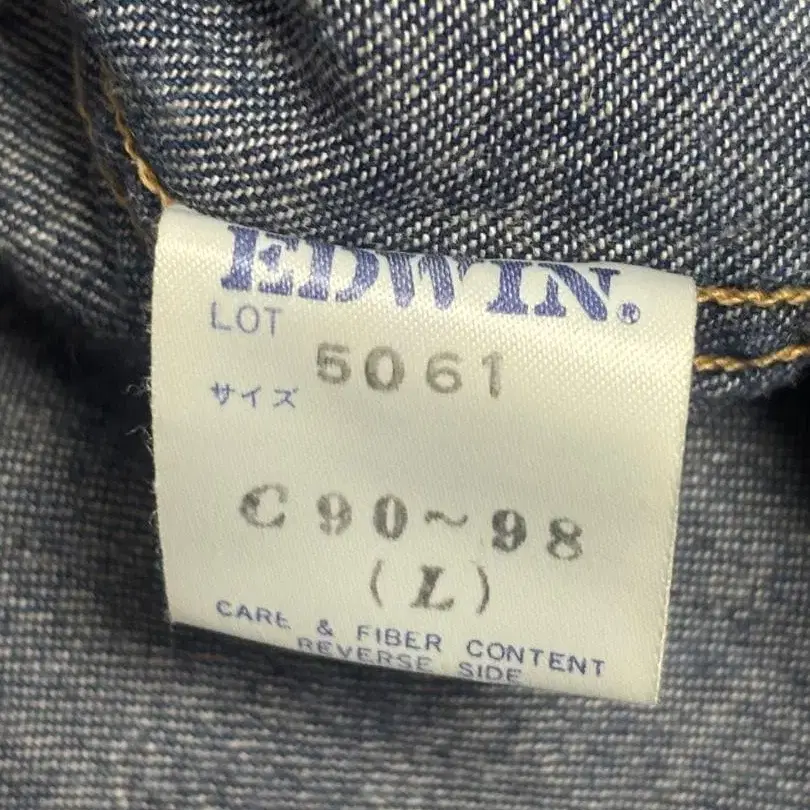 EDWIN.®
LOT 5061
サイズ
C 90~98
(L)
CARE & FIBER CONTENT
REVERSE SIDE